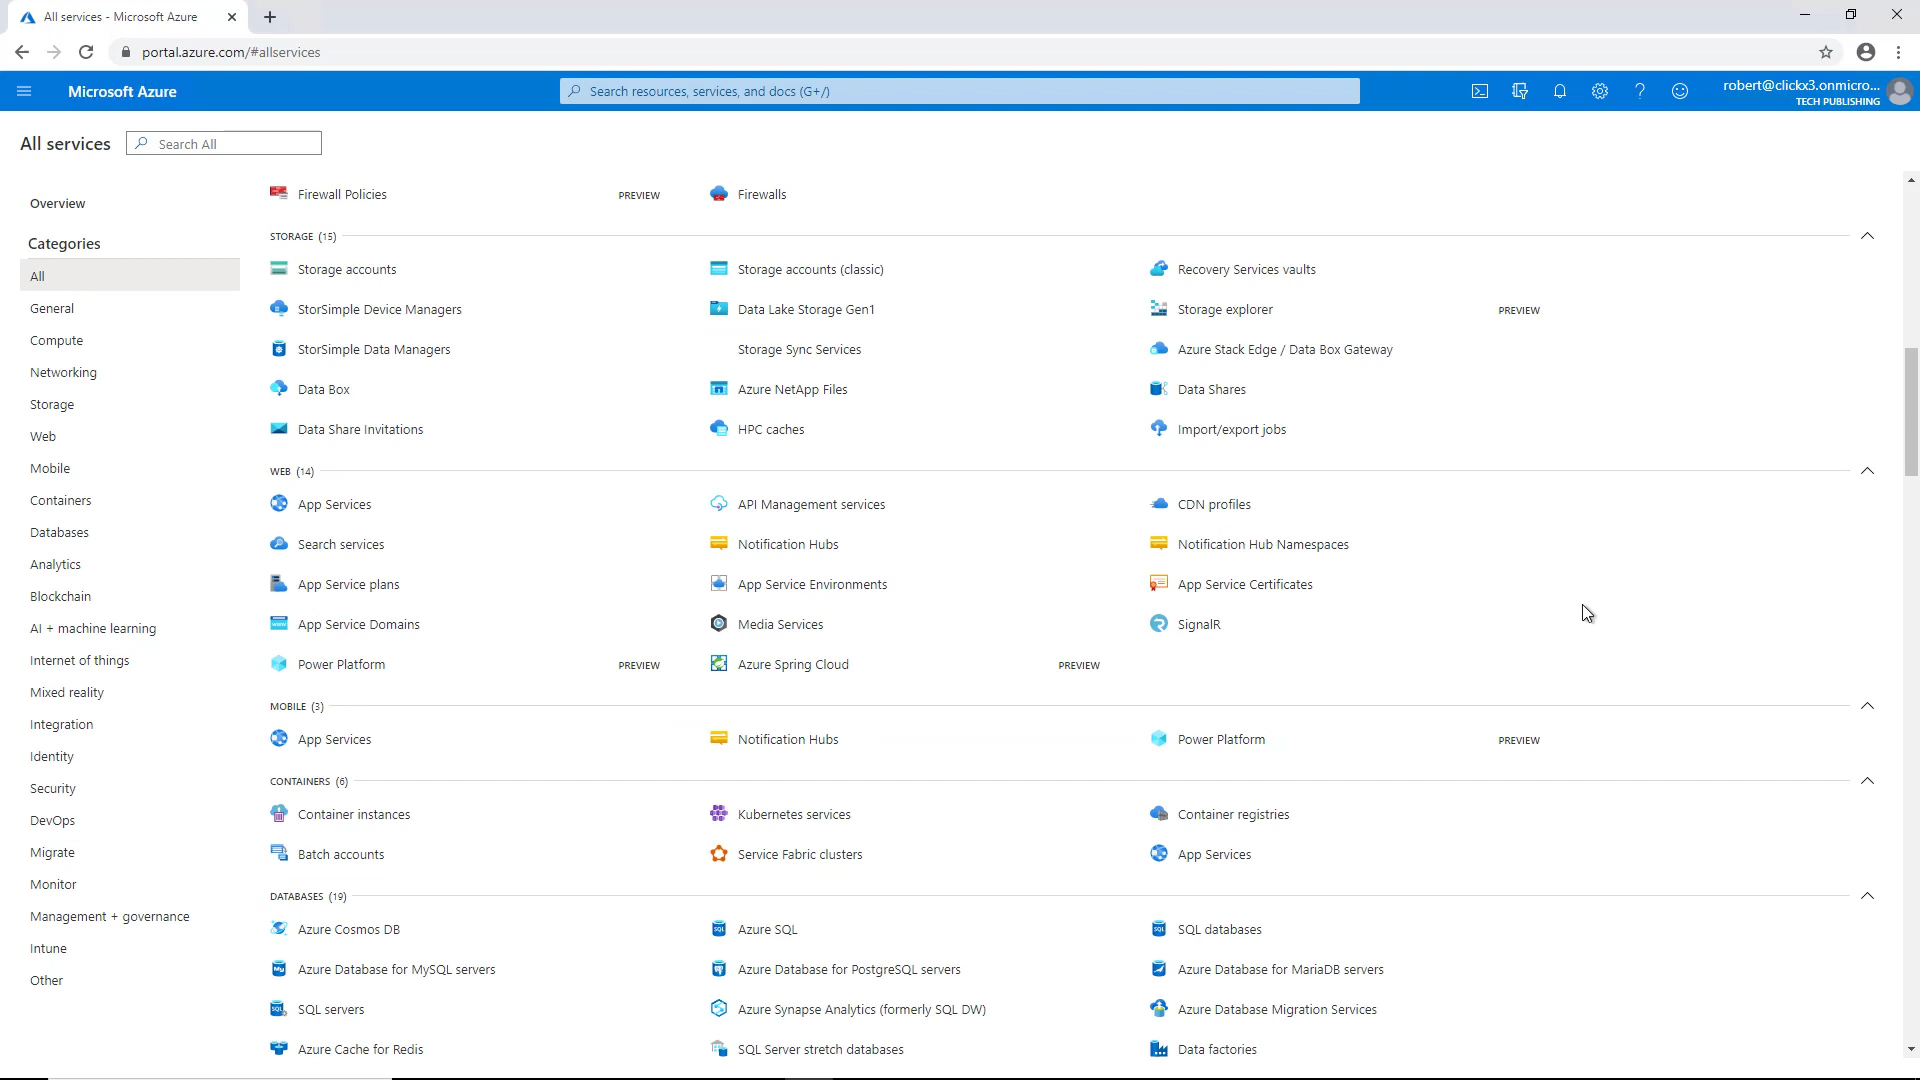 All services - Microsoft Azure
portal.azure.com/#allservices
Microsoft Azure
Search resources, services, and docs (G+/)
robert@clickx3.onmicro...
TECH PUBLISHING
All services
Search All
Overview
Categories
All
General
Compute
Networking
Storage
Web
Mobile
Containers
Databases
Analytics
Blockchain
AI + machine learning
Internet of things
Mixed reality
Integration
Identity
Security
DevOps
Migrate
Monitor
Management + governance
Intune
Other
Firewall Policies PREVIEW Firewalls
STORAGE (15)
Storage accounts Storage accounts (classic) Recovery Services vaults
StorSimple Device Managers Data Lake Storage Gen1 Storage explorer PREVIEW
StorSimple Data Managers Storage Sync Services Azure Stack Edge / Data Box Gateway
Data Box Azure NetApp Files Data Shares
Data Share Invitations HPC caches Import/export jobs
WEB (14)
App Services API Management services CDN profiles
Search services Notification Hubs Notification Hub Namespaces
App Service plans App Service Environments App Service Certificates
App Service Domains Media Services SignalR
Power Platform PREVIEW Azure Spring Cloud PREVIEW
MOBILE (3)
App Services Notification Hubs Power Platform PREVIEW
CONTAINERS (6)
Container instances Kubernetes services Container registries
Batch accounts Service Fabric clusters App Services
DATABASES (19)
Azure Cosmos DB Azure SQL SQL databases
Azure Database for MySQL servers Azure Database for PostgreSQL servers Azure Database for MariaDB servers
SQL servers Azure Synapse Analytics (formerly SQL DW) Azure Database Migration Services
Azure Cache for Redis SQL Server stretch databases Data factories